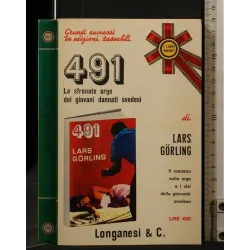 Grandi successi
in edizioni tascabili
491
Le sfrenate orge
dei giovani dannati svedesi
di
LARS
GÖRLING
491
LARS
GÖRLING
Il romanzo
sulle orge
e i vizi
della gioventù
svedese
LIRE 450
Longanesi & C.